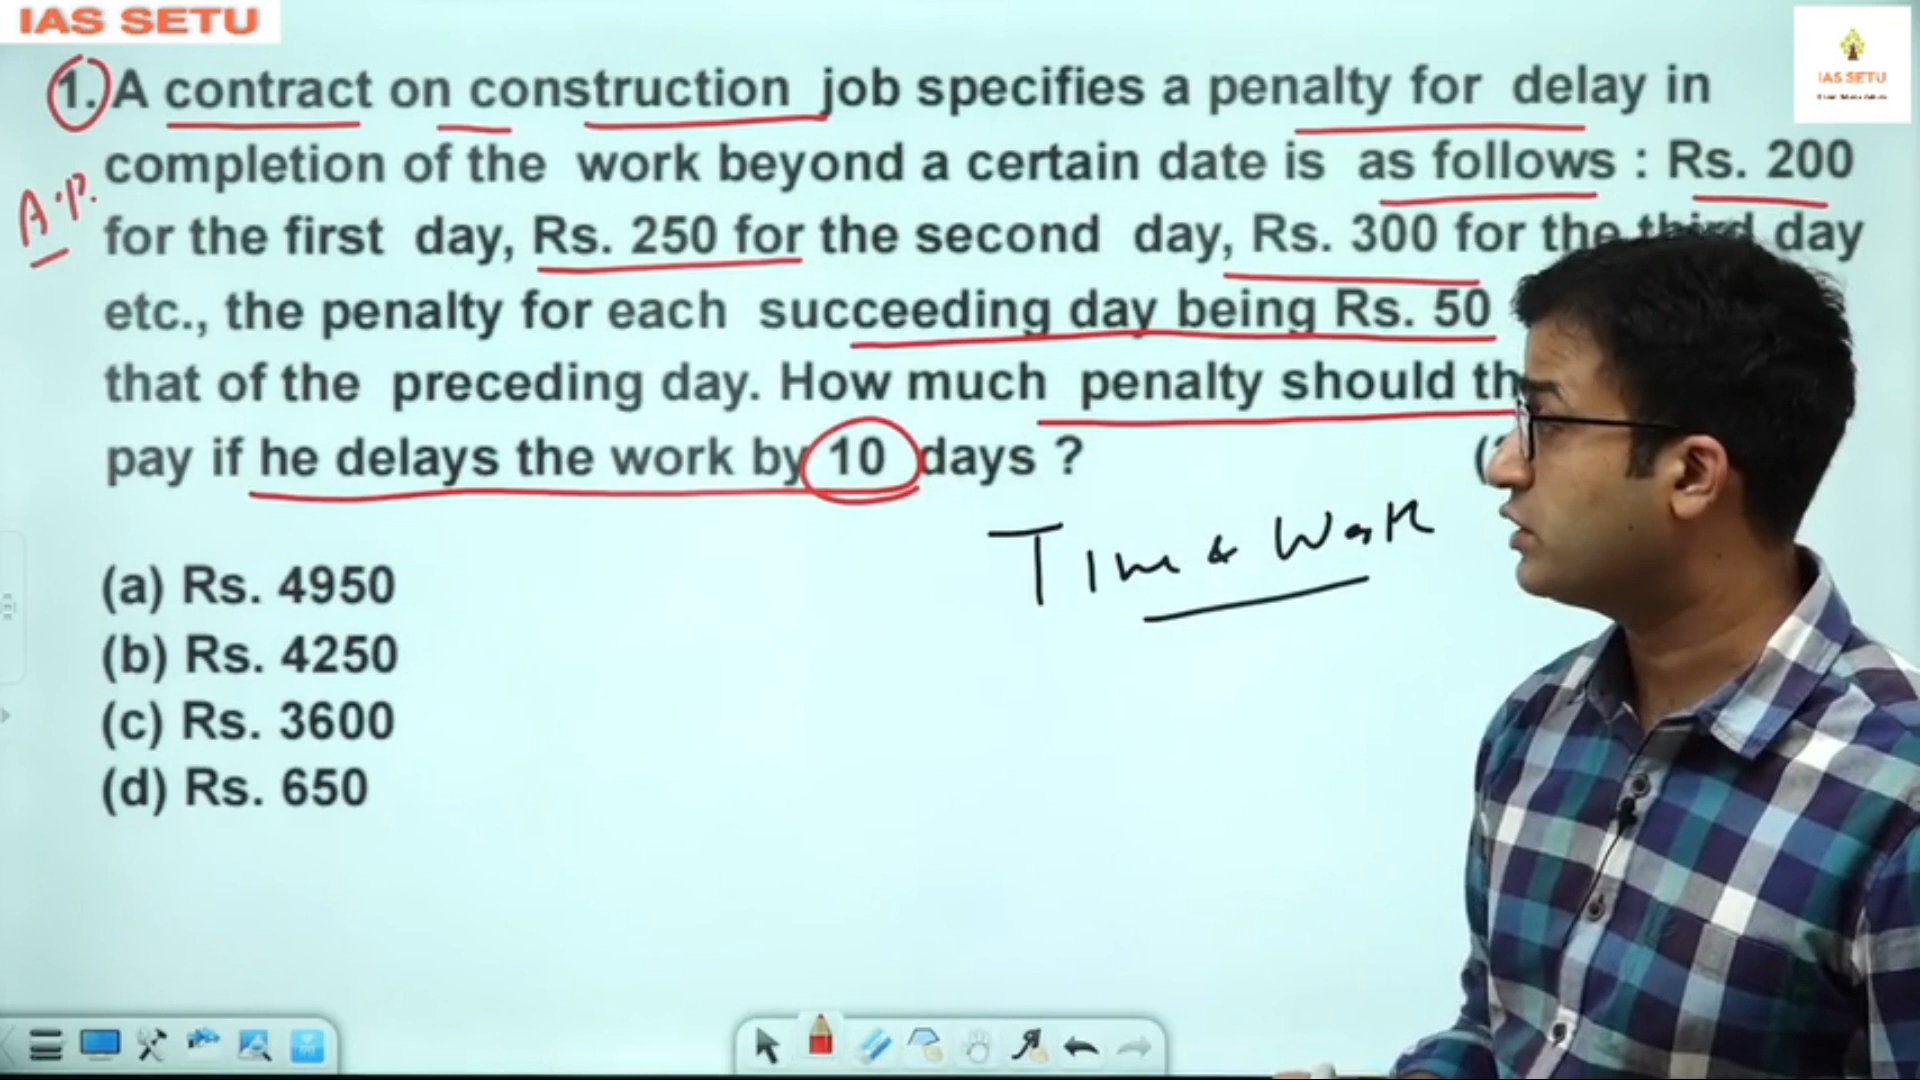 IAS SETU
1. A contract on construction job specifies a penalty for delay in
completion of the work beyond a certain date is as follows : Rs. 200
A.P.
for the first day, Rs. 250 for the second day, Rs. 300 for the third day
etc., the penalty for each succeeding day being Rs. 50
that of the preceding day. How much penalty should th
pay if he delays the work by 10 days ?
Time & Work
(a) Rs. 4950
(b) Rs. 4250
(c) Rs. 3600
(d) Rs. 650
IAS SETU